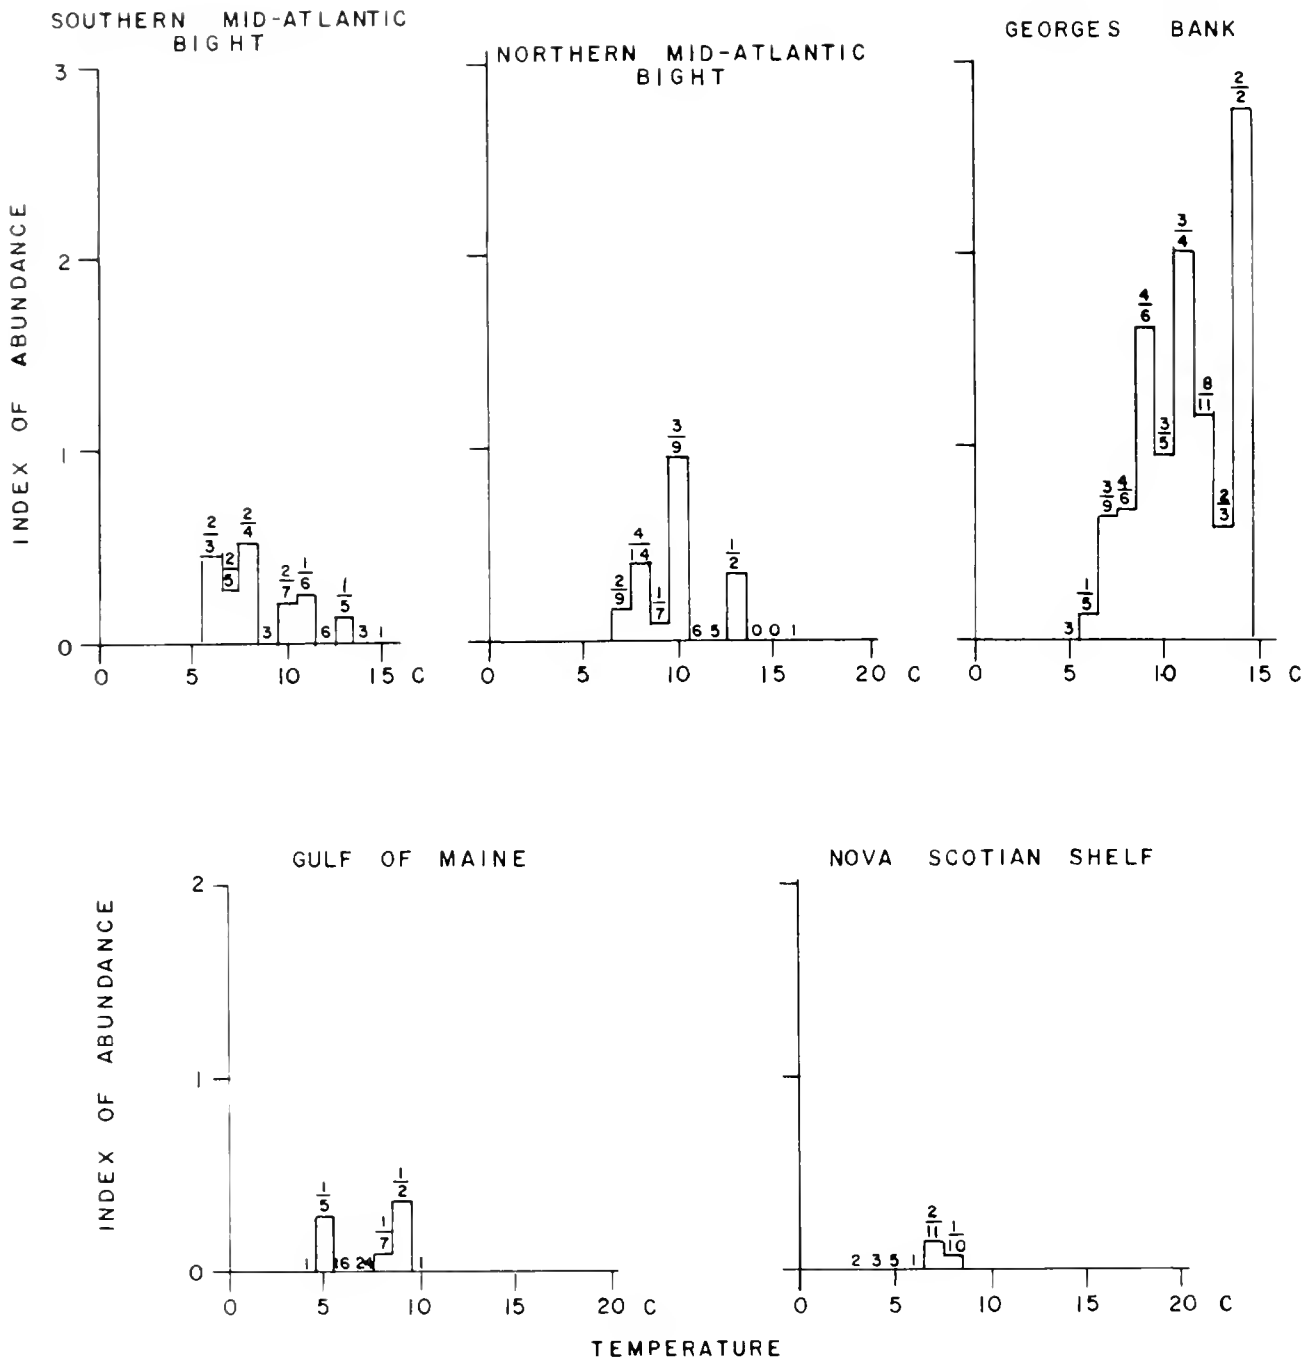 SOUTHERN MID-ATLANTIC
BIGHT
NORTHERN MID-ATLANTIC
BIGHT
GEORGES BANK
INDEX OF ABUNDANCE
3
2
1
0
2/3 2/5 2/4 3 2/7 1/6 6 1/5 3 1
0 5 10 15 C
2/9 4/14 1/7 3/9 6 5 1/2 0 0 1
0 5 10 15 20 C
3 1/5 3/9 4/6 4/6 3/5 3/4 8/11 2/3 2/2
0 5 10 15 C
GULF OF MAINE
NOVA SCOTIAN SHELF
INDEX OF ABUNDANCE
2
1
0
1 1/5 16 24 1/7 1/2 1
0 5 10 15 20 C
2 3 5 1 2/11 1/10
0 5 10 15 20 C
TEMPERATURE